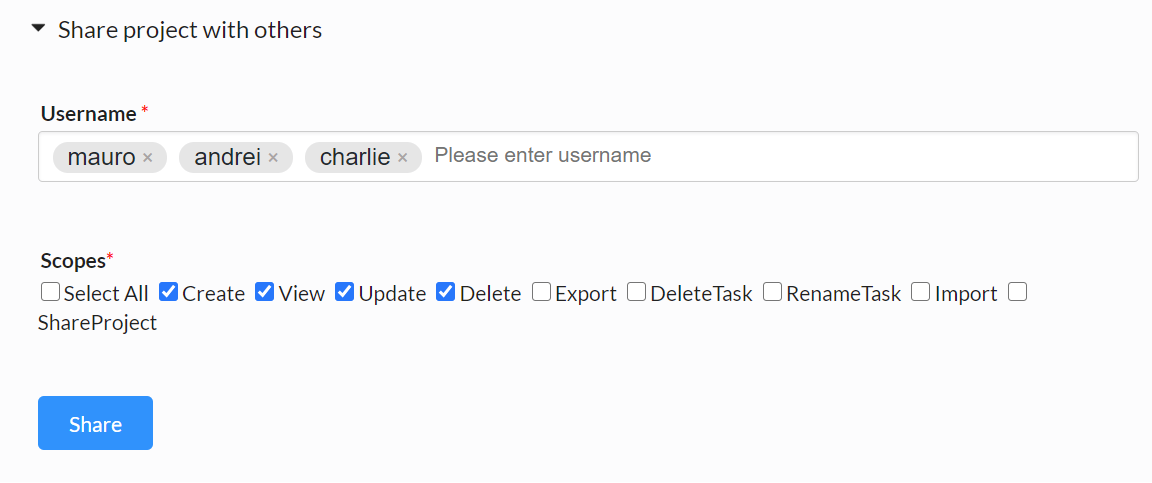 Share project with others
Username *
mauro × andrei × charlie × Please enter username
Scopes*
Select All Create View Update Delete Export DeleteTask RenameTask Import
ShareProject
Share